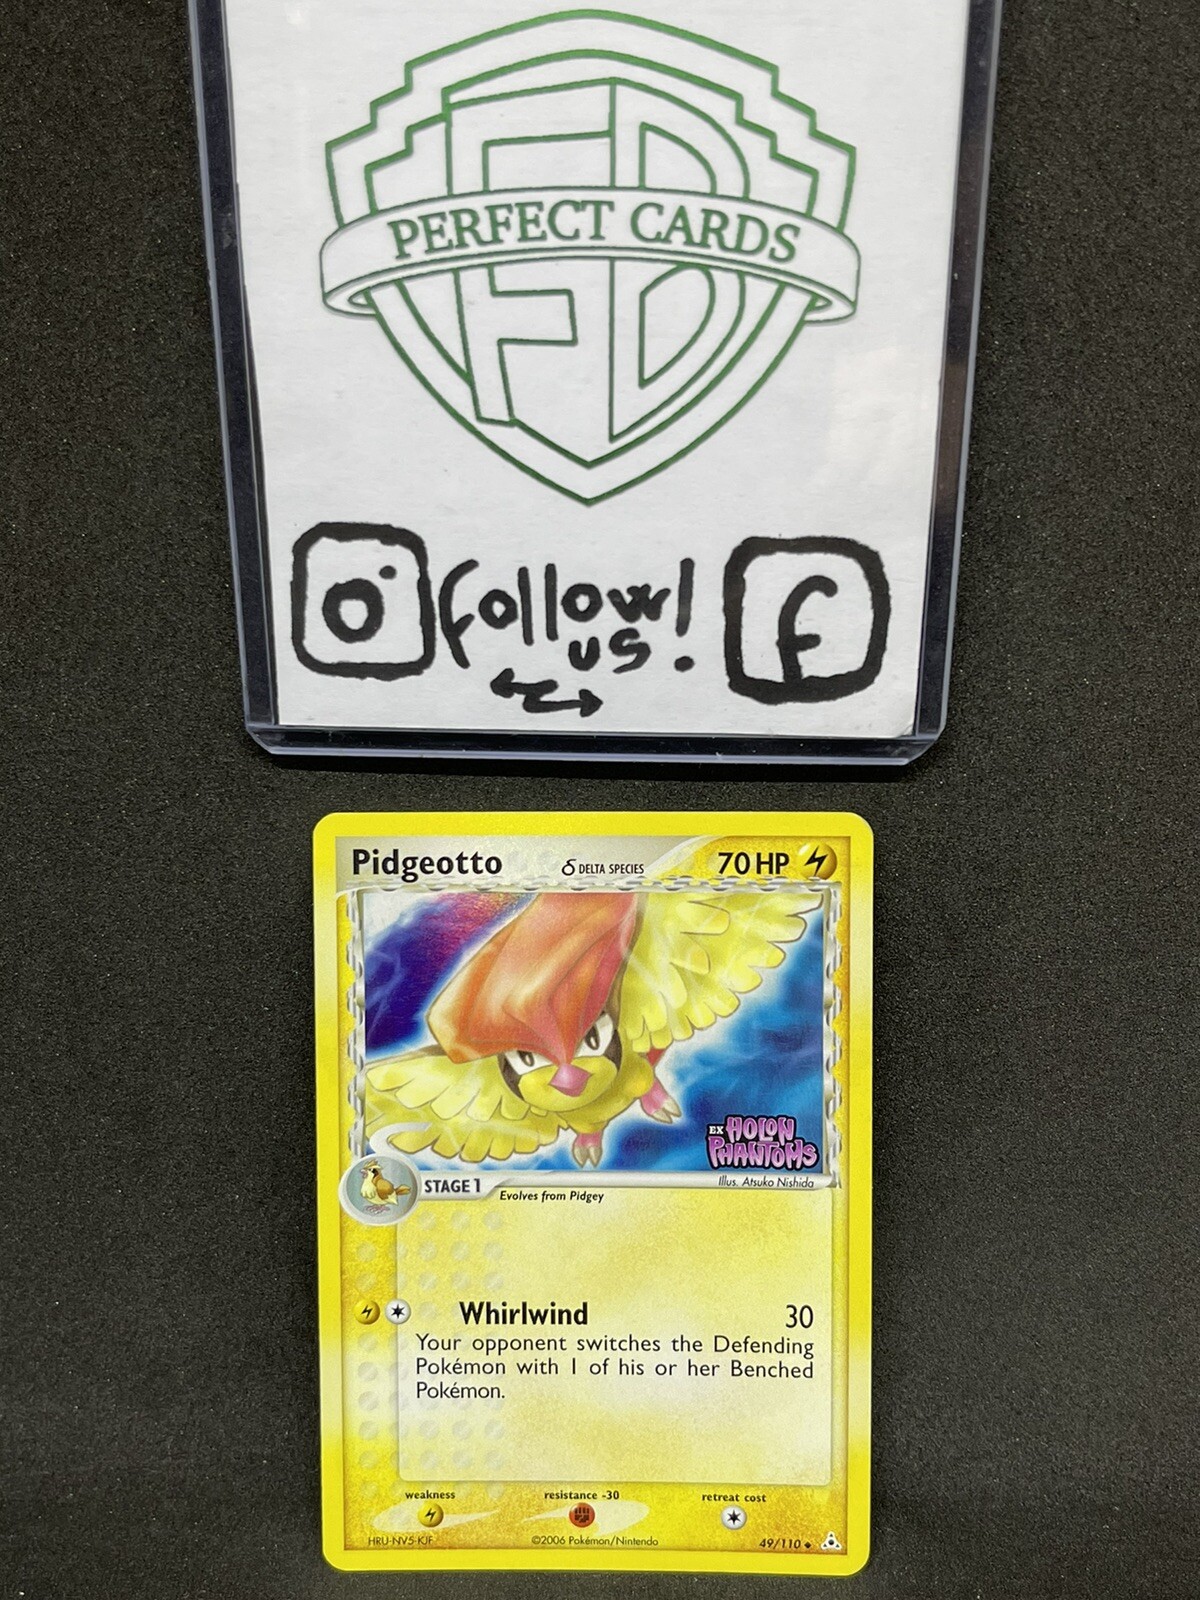 PERFECT CARDS
Follow
us!
Pidgeotto
δ DELTA SPECIES
70 HP
EX HOLON
PHANTOMS
Illus. Atsuko Nishida
STAGE 1
Evolves from Pidgey
Whirlwind 30
Your opponent switches the Defending
Pokémon with 1 of his or her Benched
Pokémon.
weakness resistance -30 retreat cost
HRU-NV5-KJF ©2006 Pokémon/Nintendo 49/110